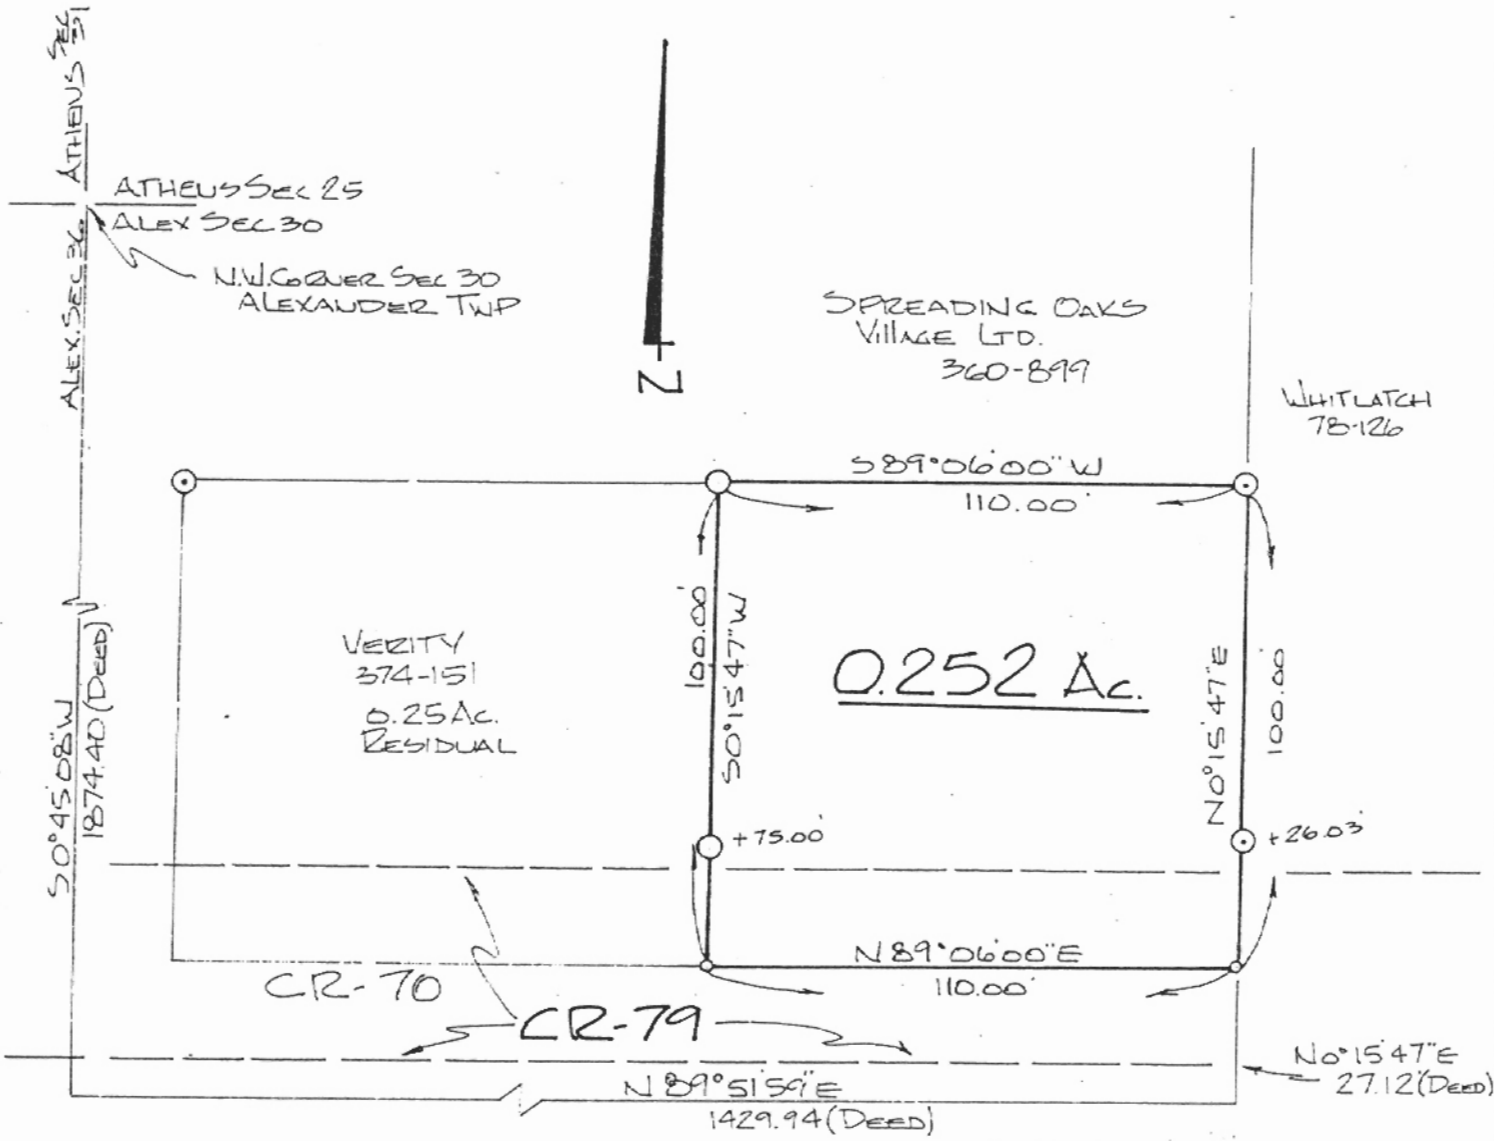 ATHENS SEC 31
ATHENS SEC 25
ALEX SEC 30
ALEX. SEC 36
N.W. CORNER SEC 30
ALEXANDER TWP
N
SPREADING OAKS
VILLAGE LTD.
360-899
WHITLATCH
78-126
S89°06'00"W
110.00'
VERITY
374-151
0.25 AC.
RESIDUAL
100.00'
S0°15'47"W
0.252 AC.
N0°15'47"E
100.00
+75.00'
+26.03'
S0°45'08"W
1874.40 (DEED)
N89°06'00"E
110.00'
CR-70
CR-79
N0°15'47"E
27.12 (DEED)
N89°51'59"E
1429.94 (DEED)